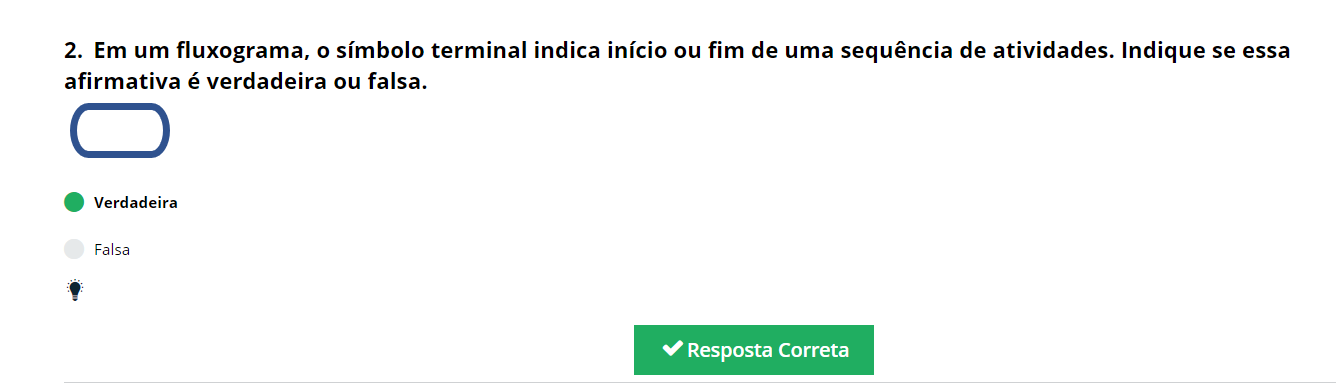 2. Em um fluxograma, o símbolo terminal indica início ou fim de uma sequência de atividades. Indique se essa
afirmativa é verdadeira ou falsa.
Verdadeira
Falsa
Resposta Correta